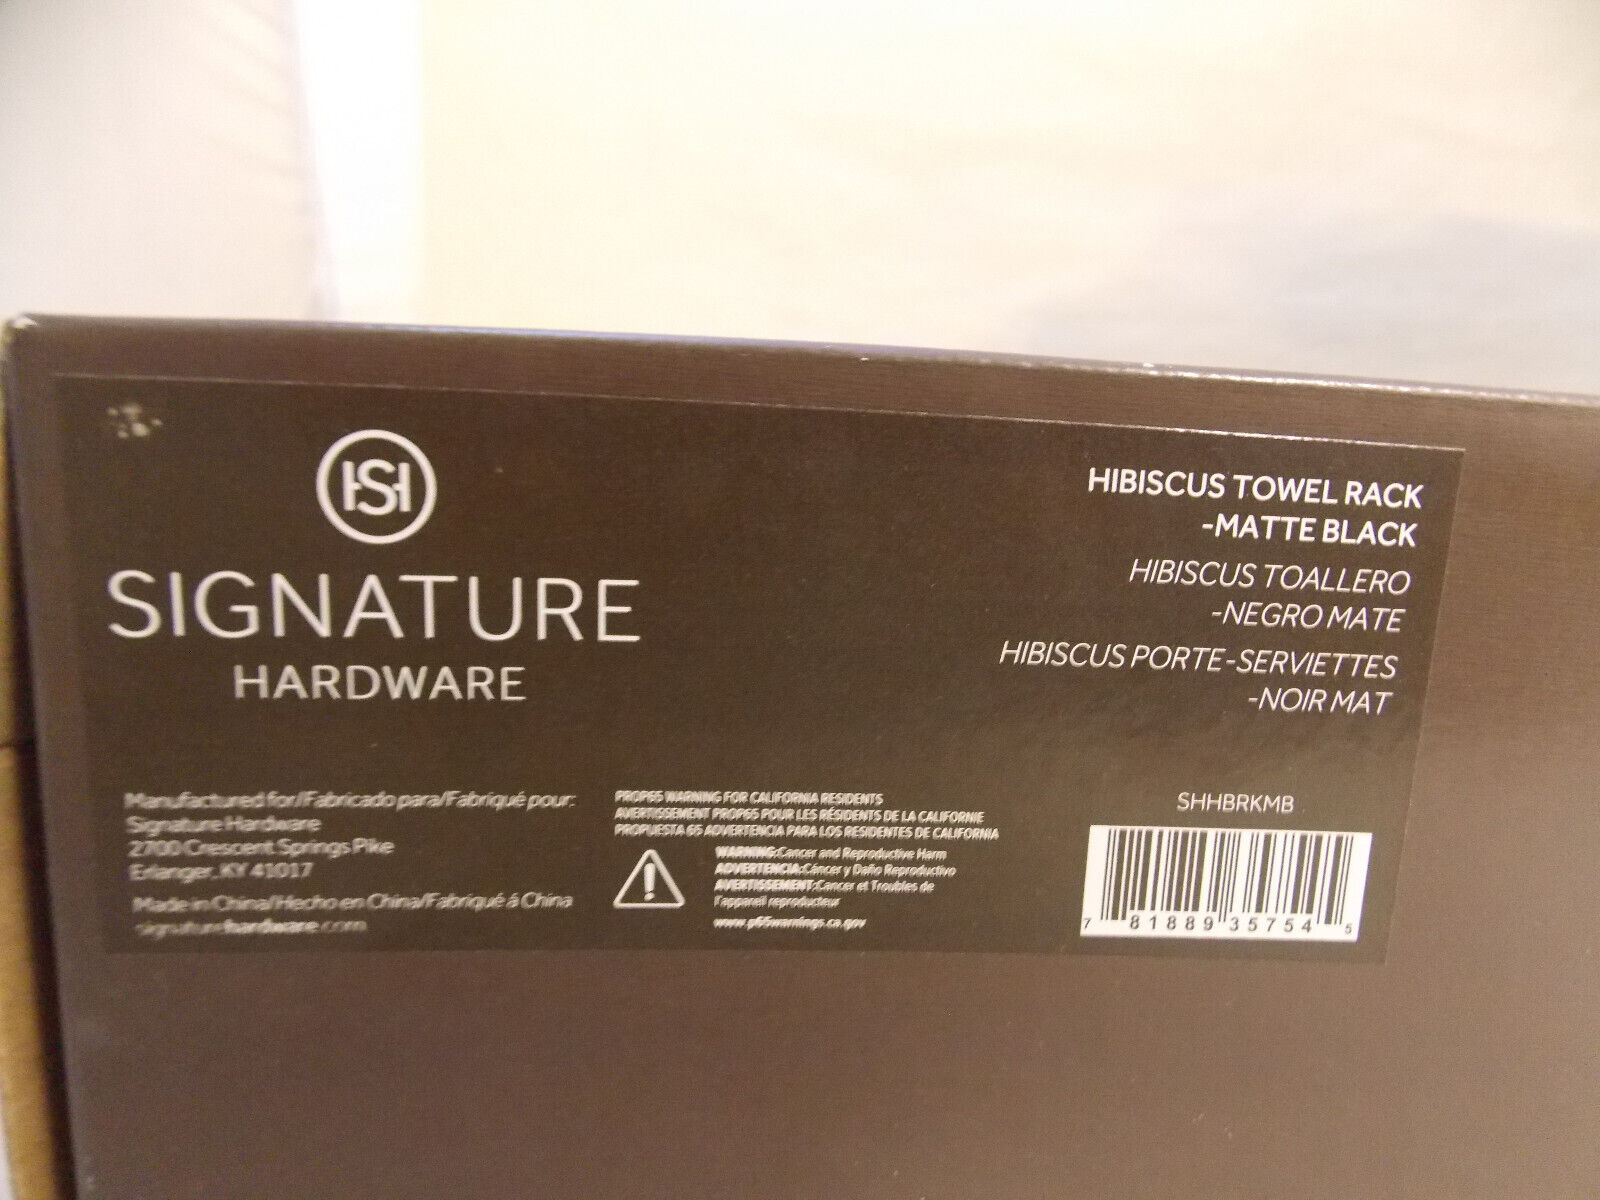 HS
SIGNATURE
HARDWARE
HIBISCUS TOWEL RACK
-MATTE BLACK
HIBISCUS TOALLERO
-NEGRO MATE
HIBISCUS PORTE-SERVIETTES
-NOIR MAT
Manufactured for/Fabricado para/Fabriqué pour:
Signature Hardware
2700 Crescent Springs Pike
Erlanger, KY 41017
Made in China/Hecho en China/Fabriqué á China
signaturehardware.com
PROP65 WARNING FOR CALIFORNIA RESIDENTS
AVERTISSEMENT PROP65 POUR LES RÉSIDENTS DE LA CALIFORNIE
PROPUESTA 65 ADVERTENCIA PARA LOS RESIDENTES DE CALIFORNIA
WARNING:Cancer and Reproductive Harm
ADVERTENCIA:Cáncer y Daño Reproductivo
AVERTISSEMENT:Cancer et Troubles de
l'appareil reproducteur
www.p65warnings.ca.gov
SHHBRKMB
7 81889 35754 5